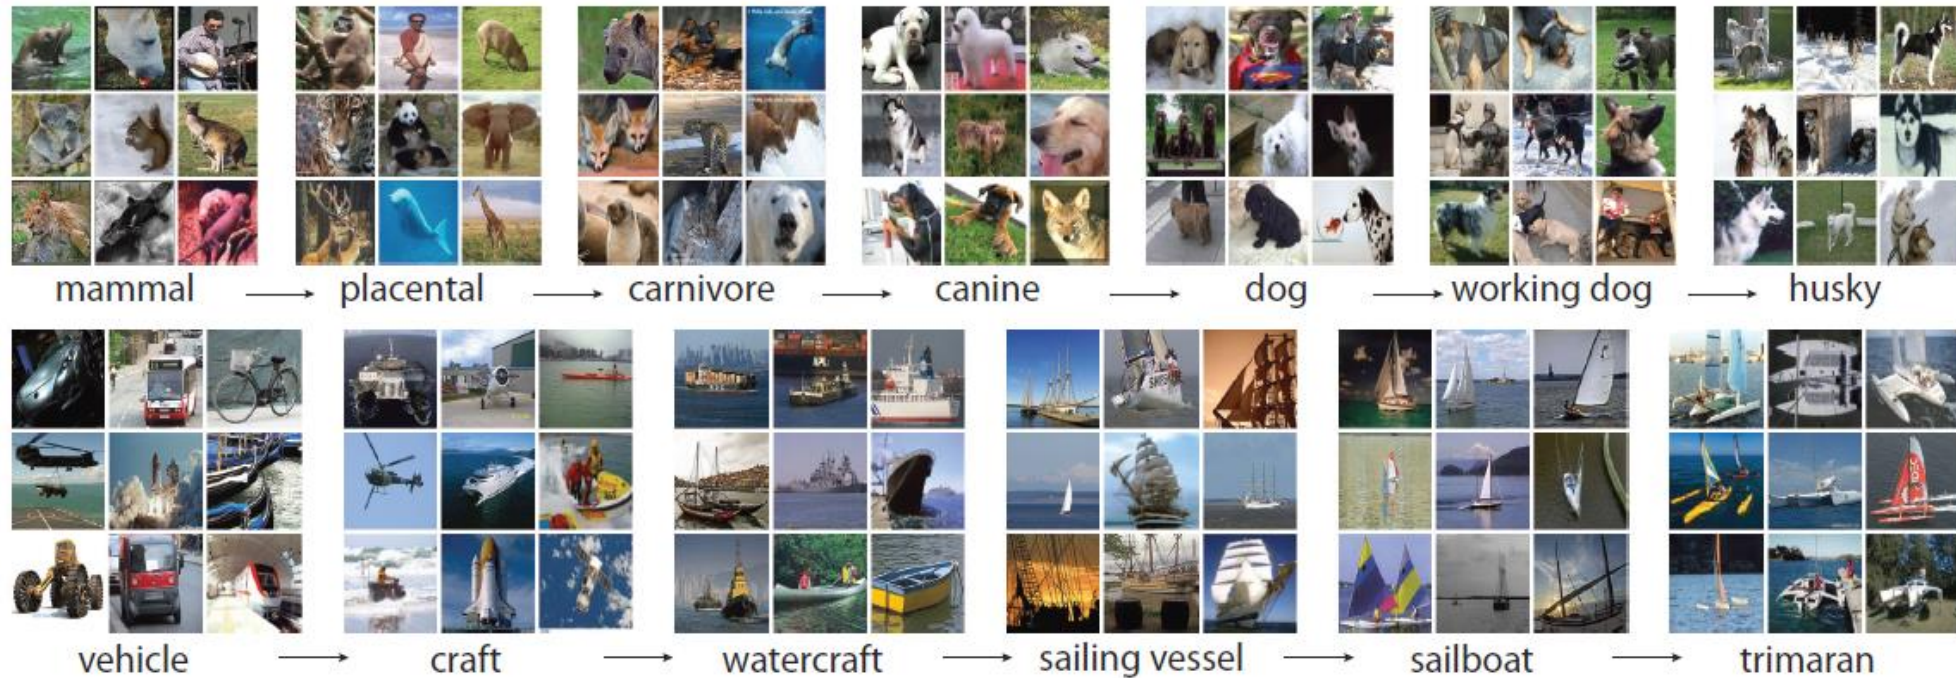 mammal → placental → carnivore → canine → dog → working dog → husky
vehicle → craft → watercraft → sailing vessel → sailboat → trimaran